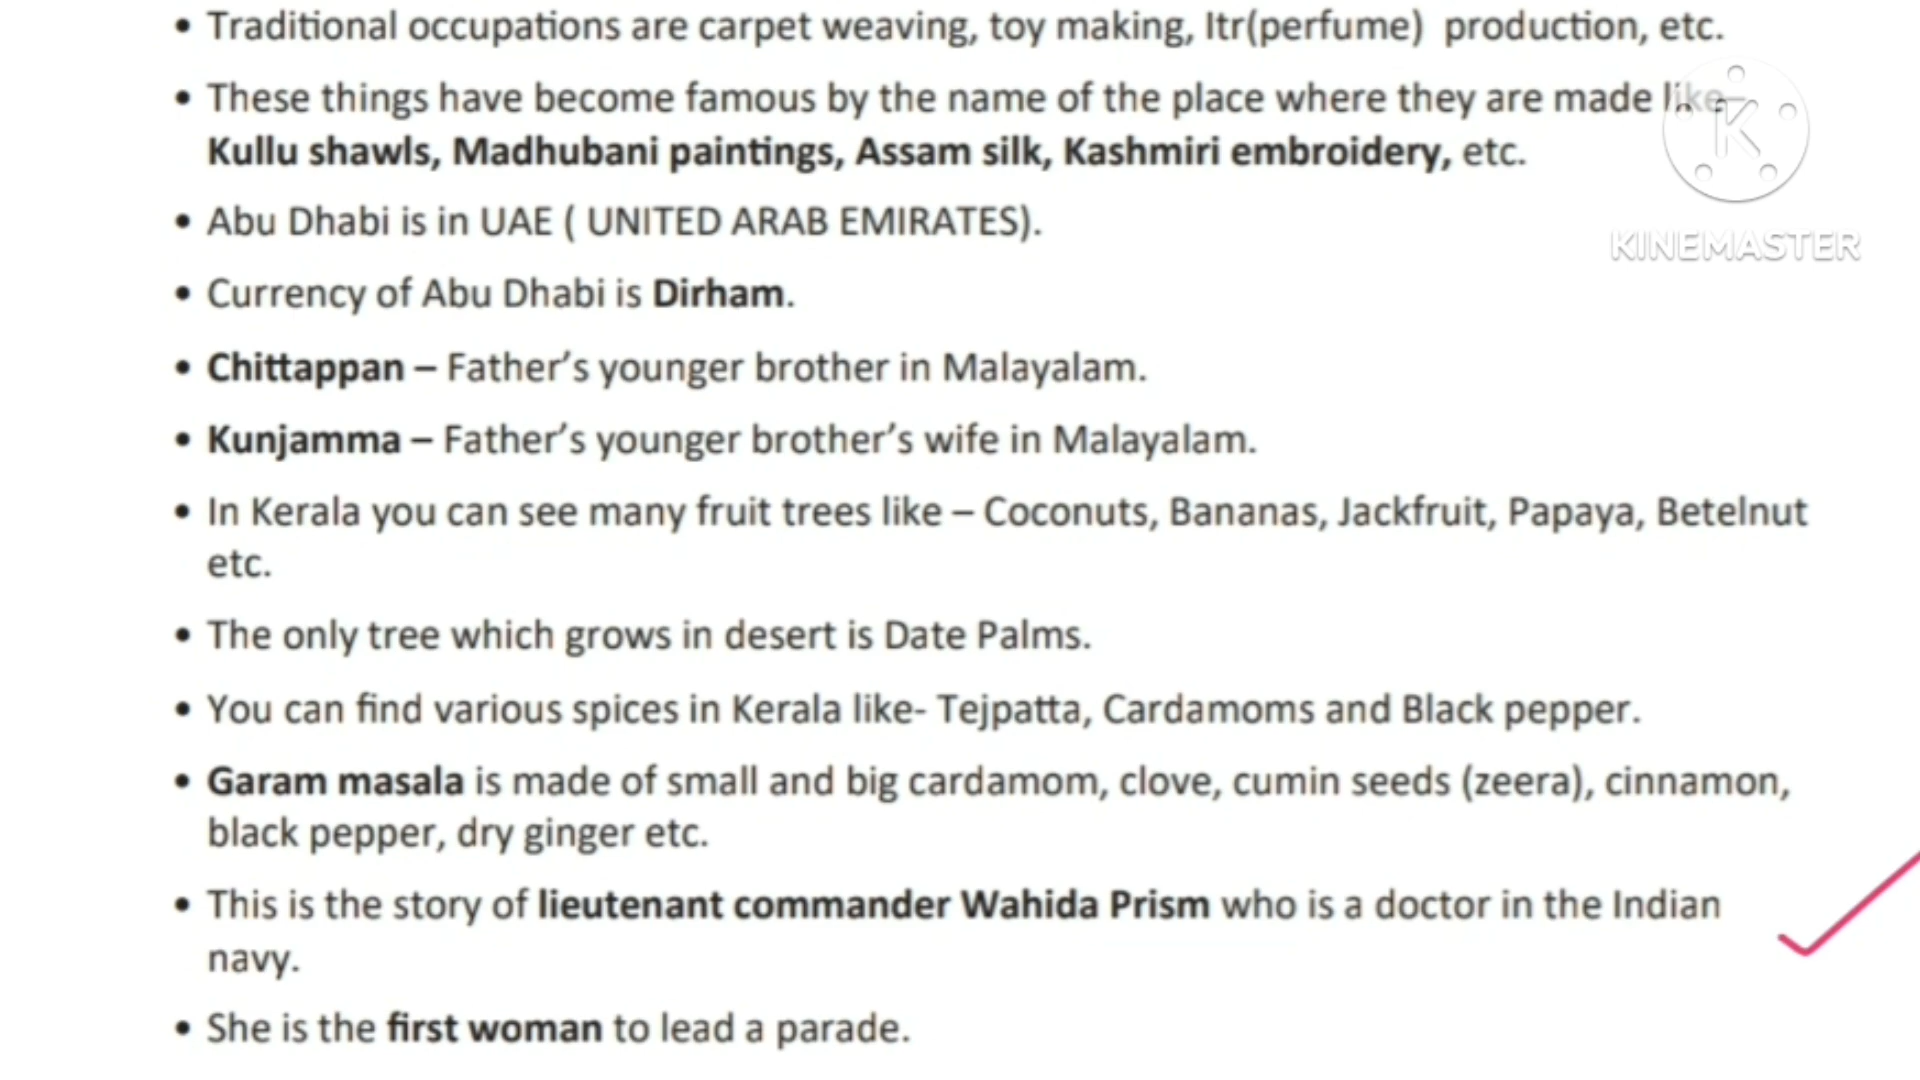 • Traditional occupations are carpet weaving, toy making, Itr(perfume) production, etc.
• These things have become famous by the name of the place where they are made like–
Kullu shawls, Madhubani paintings, Assam silk, Kashmiri embroidery, etc.
K
KINEMASTER
• Abu Dhabi is in UAE ( UNITED ARAB EMIRATES).
• Currency of Abu Dhabi is Dirham.
• Chittappan – Father’s younger brother in Malayalam.
• Kunjamma – Father’s younger brother’s wife in Malayalam.
• In Kerala you can see many fruit trees like – Coconuts, Bananas, Jackfruit, Papaya, Betelnut
etc.
• The only tree which grows in desert is Date Palms.
• You can find various spices in Kerala like- Tejpatta, Cardamoms and Black pepper.
• Garam masala is made of small and big cardamom, clove, cumin seeds (zeera), cinnamon,
black pepper, dry ginger etc.
• This is the story of lieutenant commander Wahida Prism who is a doctor in the Indian
navy.
• She is the first woman to lead a parade.